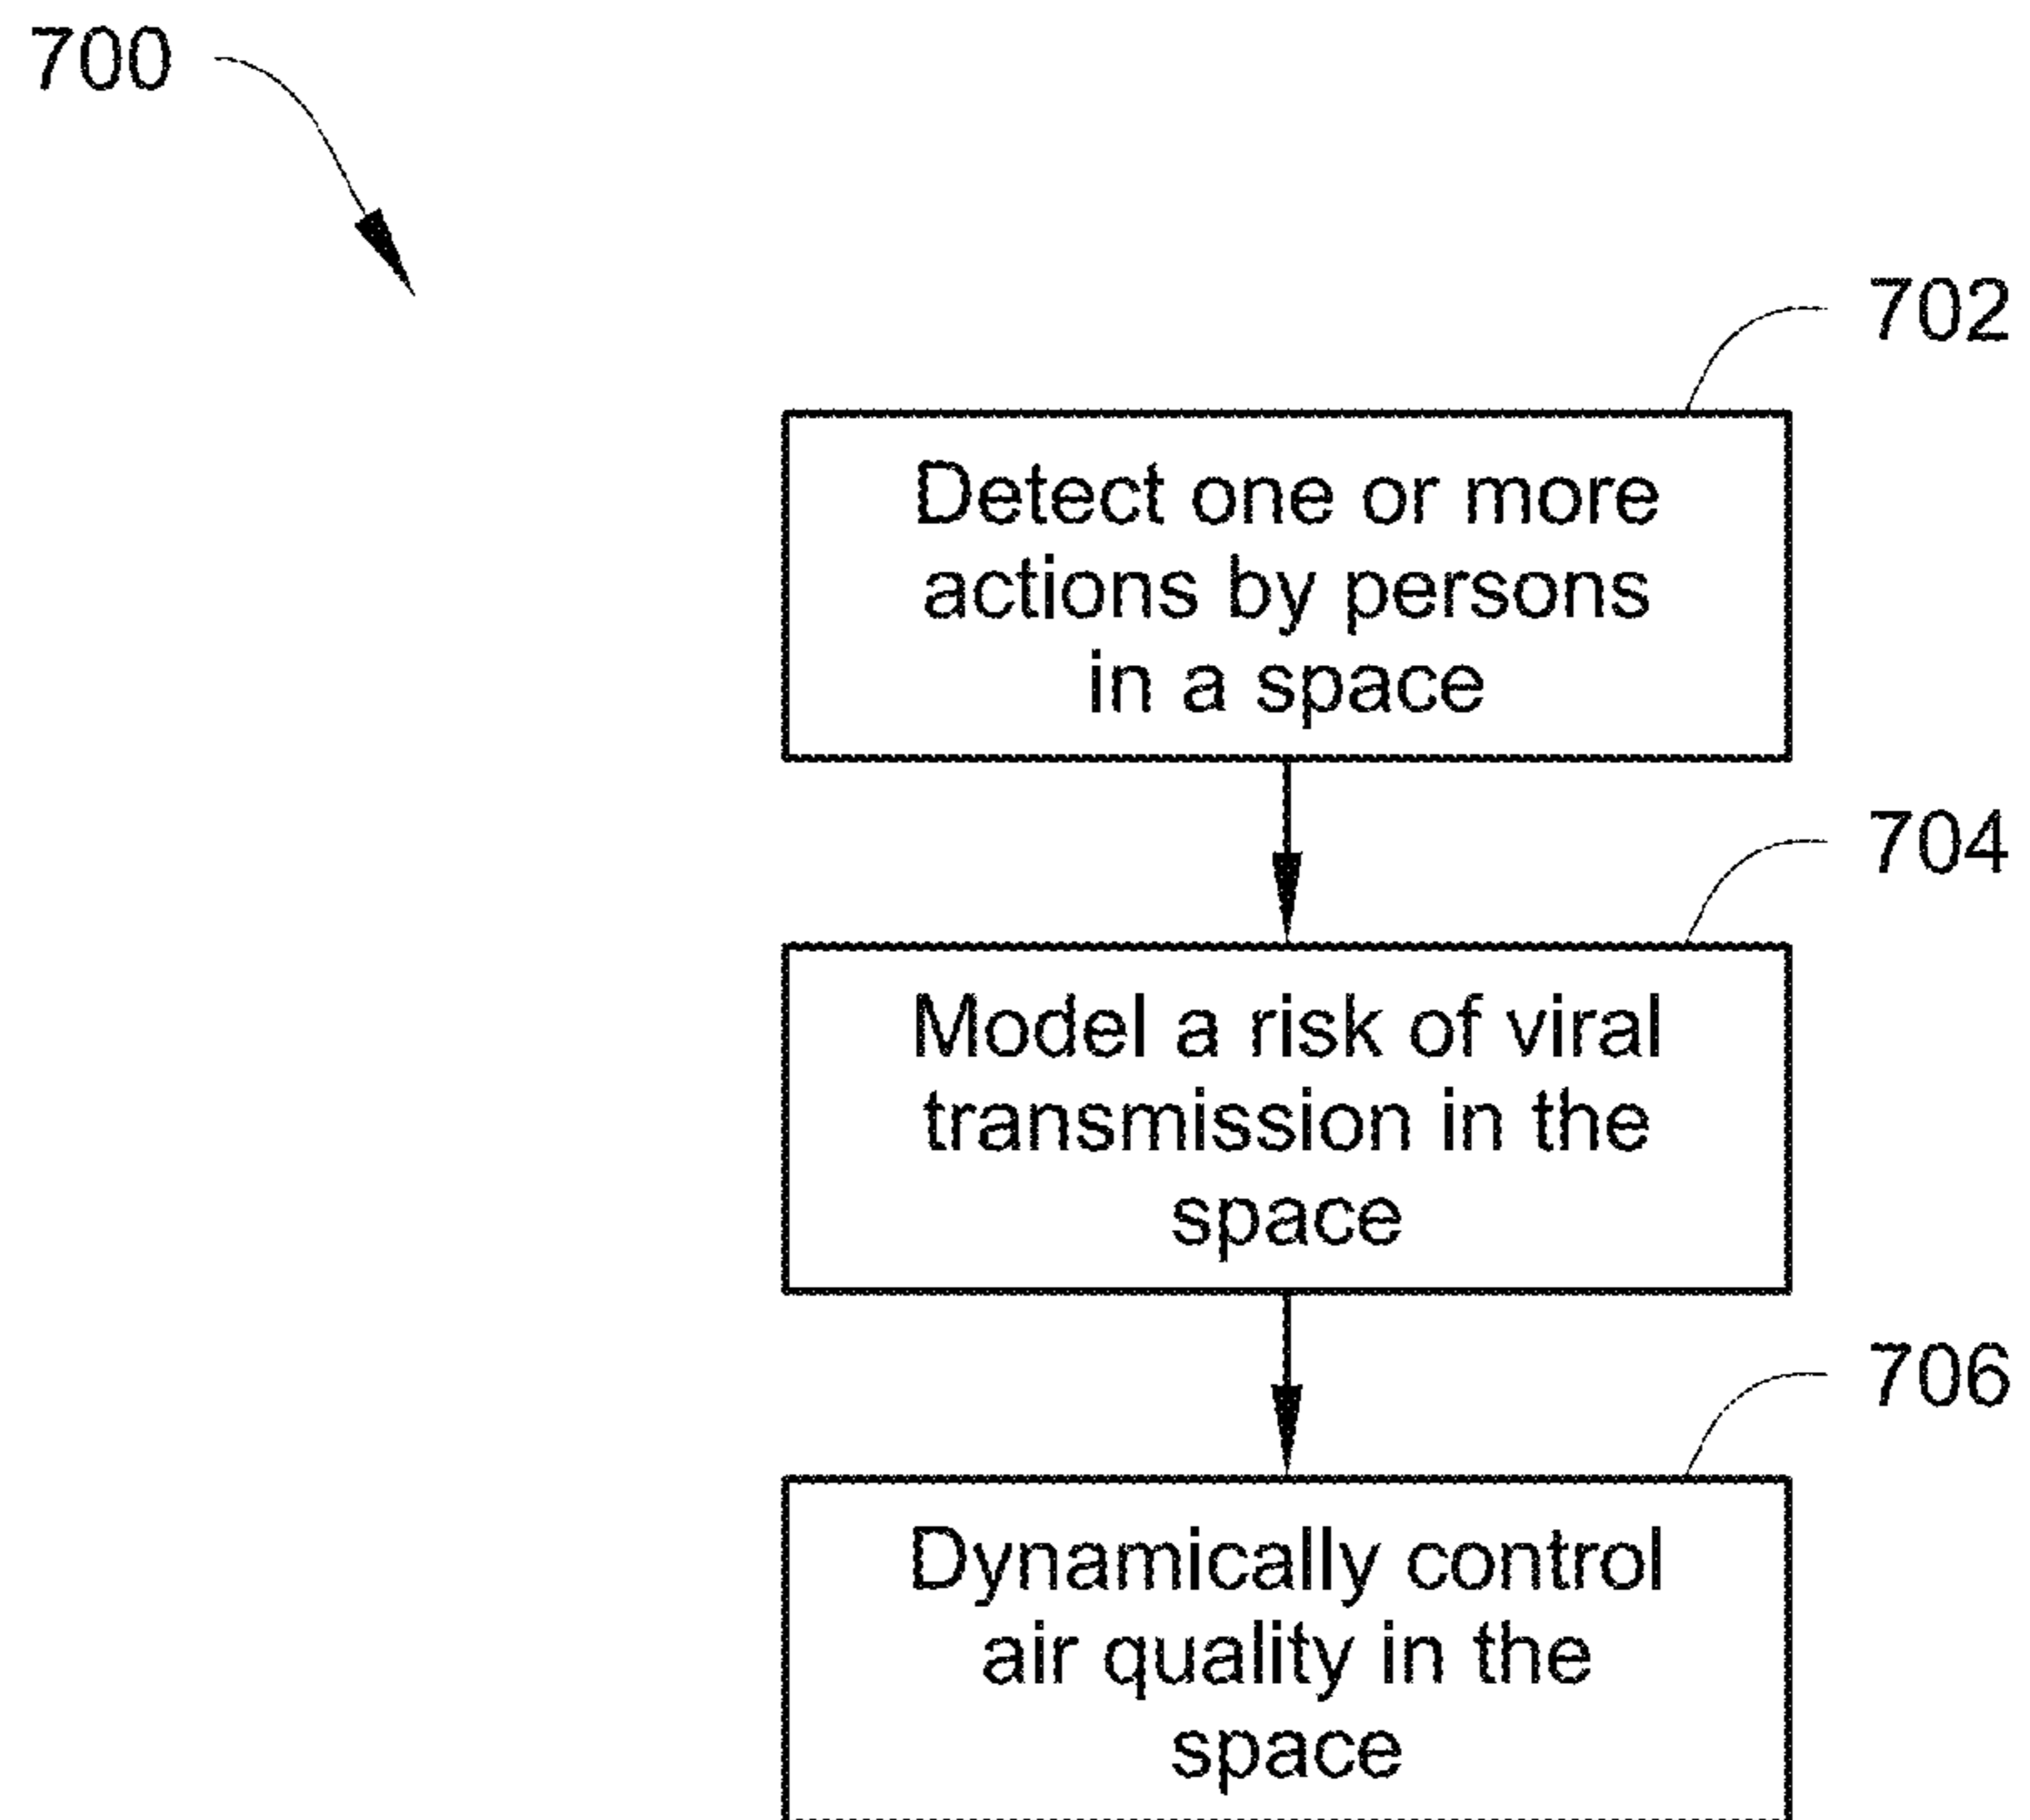 700
702
Detect one or more
actions by persons
in a space
704
Model a risk of viral
transmission in the
space
706
Dynamically control
air quality in the
space